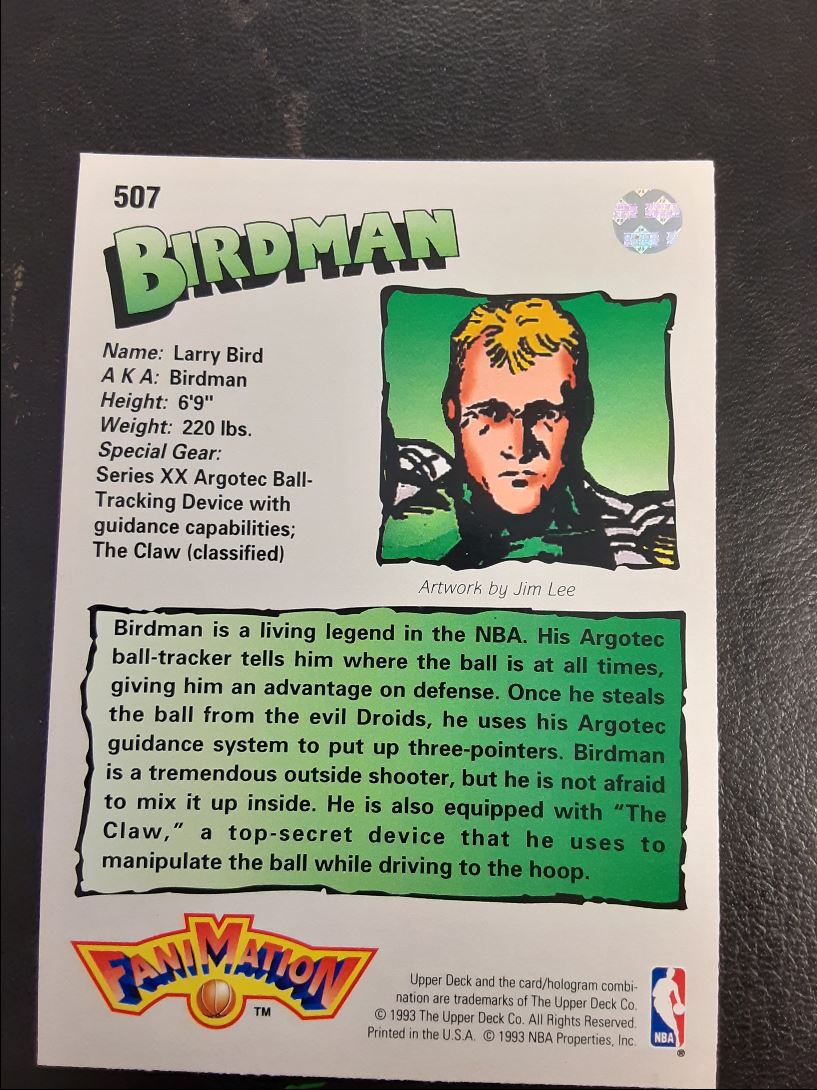 507
BIRDMAN
Name: Larry Bird
A K A: Birdman
Height: 6'9"
Weight: 220 lbs.
Special Gear:
Series XX Argotec Ball-
Tracking Device with
guidance capabilities;
The Claw (classified)
Artwork by Jim Lee
Birdman is a living legend in the NBA. His Argotec
ball-tracker tells him where the ball is at all times,
giving him an advantage on defense. Once he steals
the ball from the evil Droids, he uses his Argotec
guidance system to put up three-pointers. Birdman
is a tremendous outside shooter, but he is not afraid
to mix it up inside. He is also equipped with “The
Claw,” a top-secret device that he uses to
manipulate the ball while driving to the hoop.
FANIMATION TM
Upper Deck and the card/hologram combi-
nation are trademarks of The Upper Deck Co.
© 1993 The Upper Deck Co. All Rights Reserved.
Printed in the U.S.A. © 1993 NBA Properties, Inc.
NBA ®